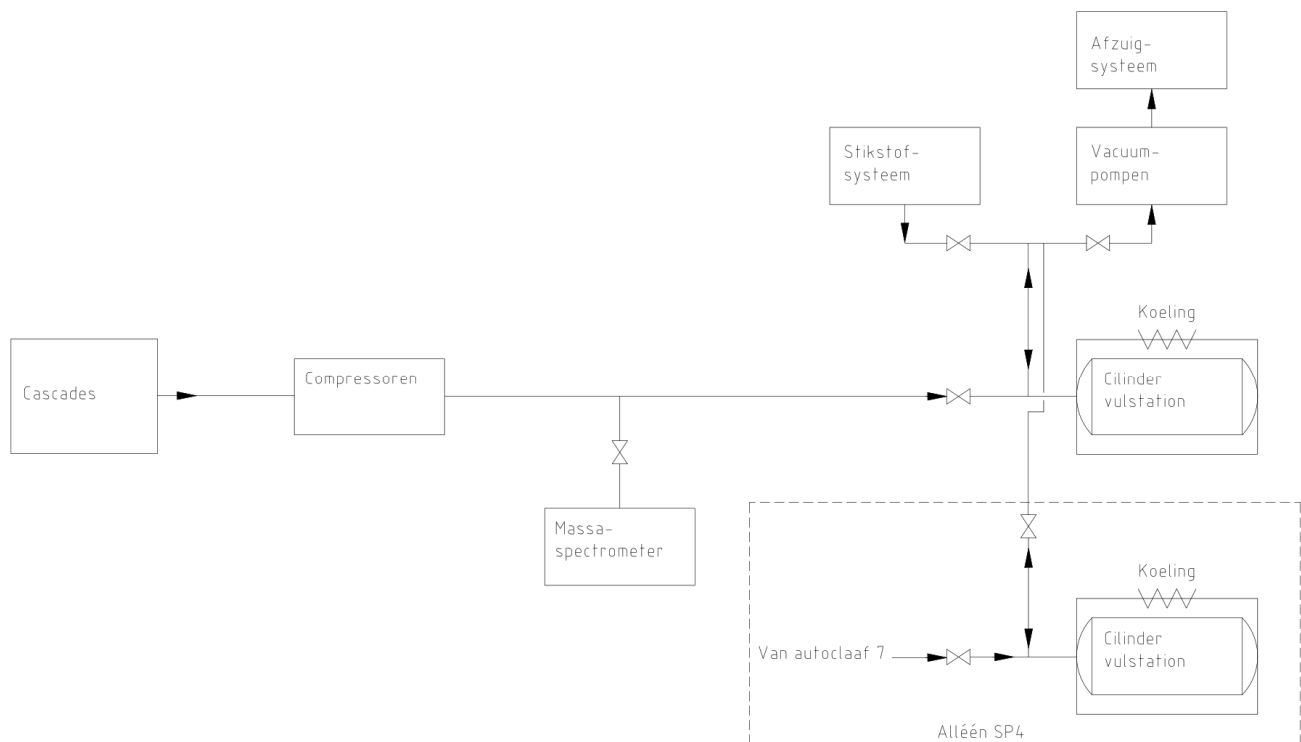 Afzuig-
systeem
Stikstof-
systeem
Vacuum-
pompen
Koeling
Cascades
Compressoren
Cilinder
vulstation
Massa-
spectrometer
Koeling
Van autoclaaf 7
Cilinder
vulstation
Alléén SP4